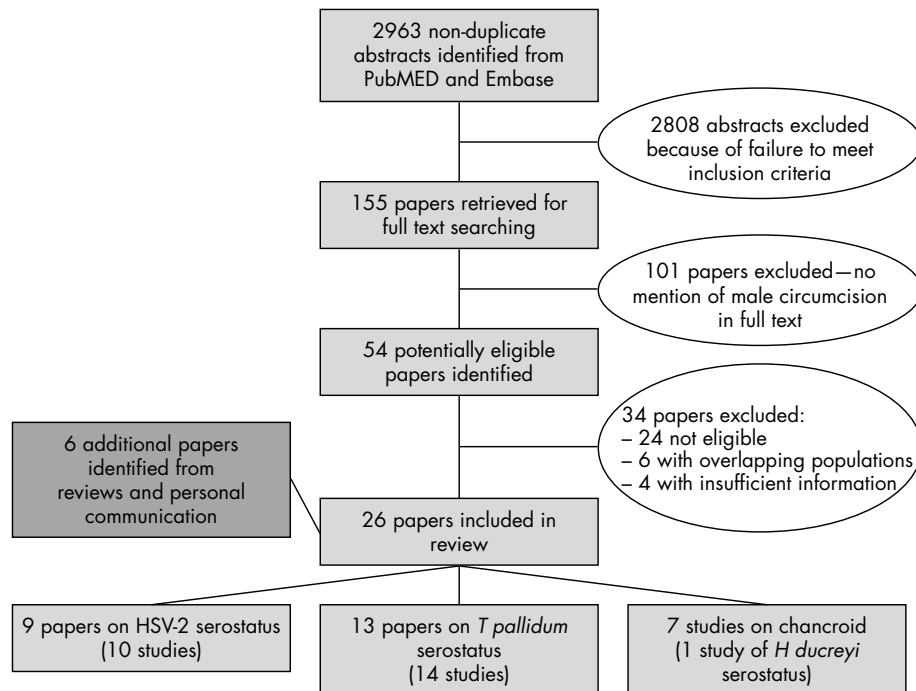 2963 non-duplicate
abstracts identified from
PubMED and Embase
2808 abstracts excluded
because of failure to meet
inclusion criteria
155 papers retrieved for
full text searching
101 papers excluded—no
mention of male circumcision
in full text
54 potentially eligible
papers identified
34 papers excluded:
– 24 not eligible
– 6 with overlapping populations
– 4 with insufficient information
6 additional papers
identified from
reviews and personal
communication
26 papers included in
review
9 papers on HSV-2 serostatus
(10 studies)
13 papers on T pallidum
serostatus
(14 studies)
7 studies on chancroid
(1 study of H ducreyi
serostatus)